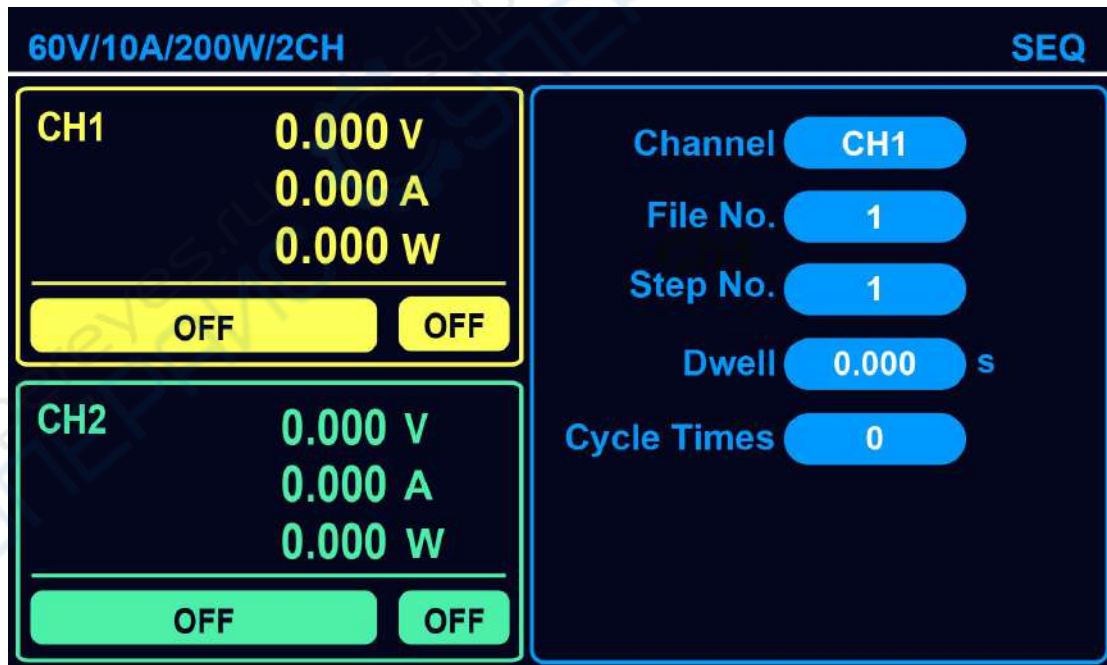 60V/10A/200W/2CH SEQ
CH1 0.000 V
0.000 A
0.000 W
OFF OFF
CH2 0.000 V
0.000 A
0.000 W
OFF OFF
Channel CH1
File No. 1
Step No. 1
Dwell 0.000 s
Cycle Times 0